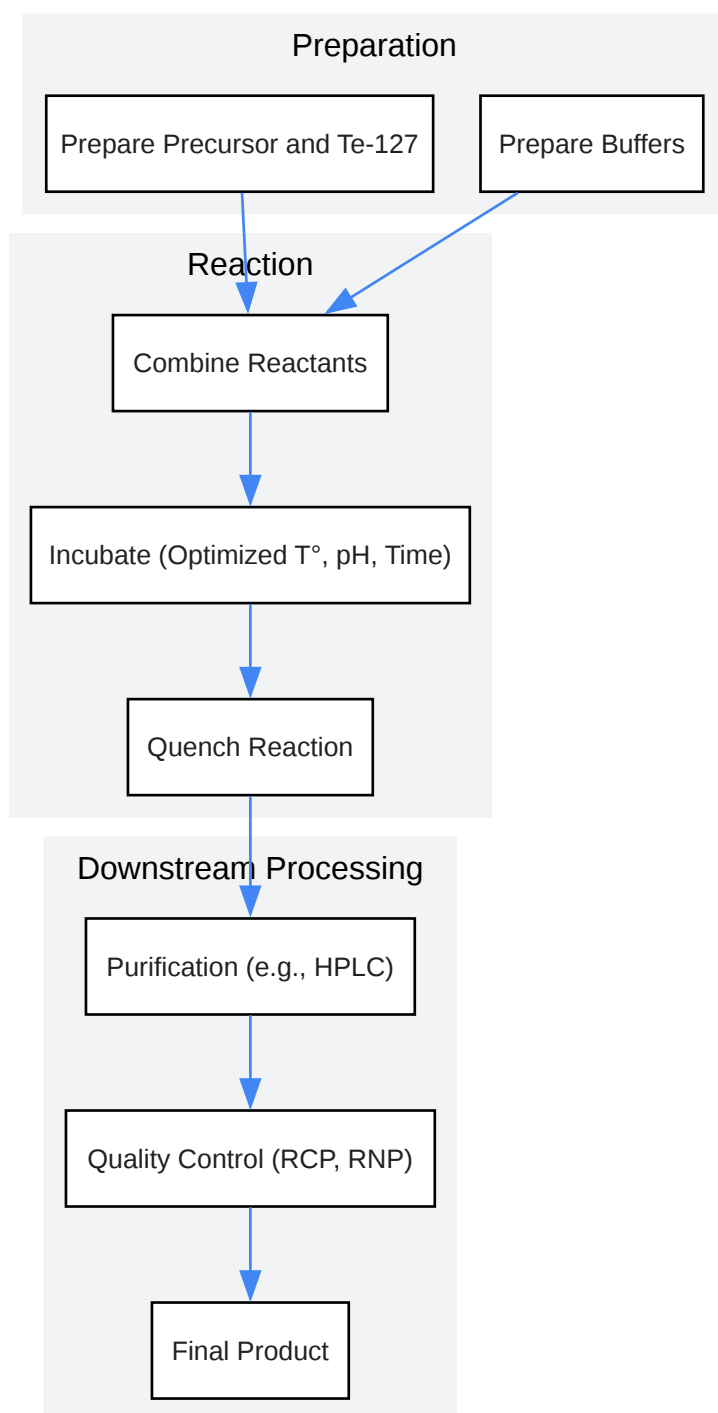 Preparation
Prepare Precursor and Te-127
Prepare Buffers
Reaction
Combine Reactants
Incubate (Optimized T°, pH, Time)
Quench Reaction
Downstream Processing
Purification (e.g., HPLC)
Quality Control (RCP, RNP)
Final Product